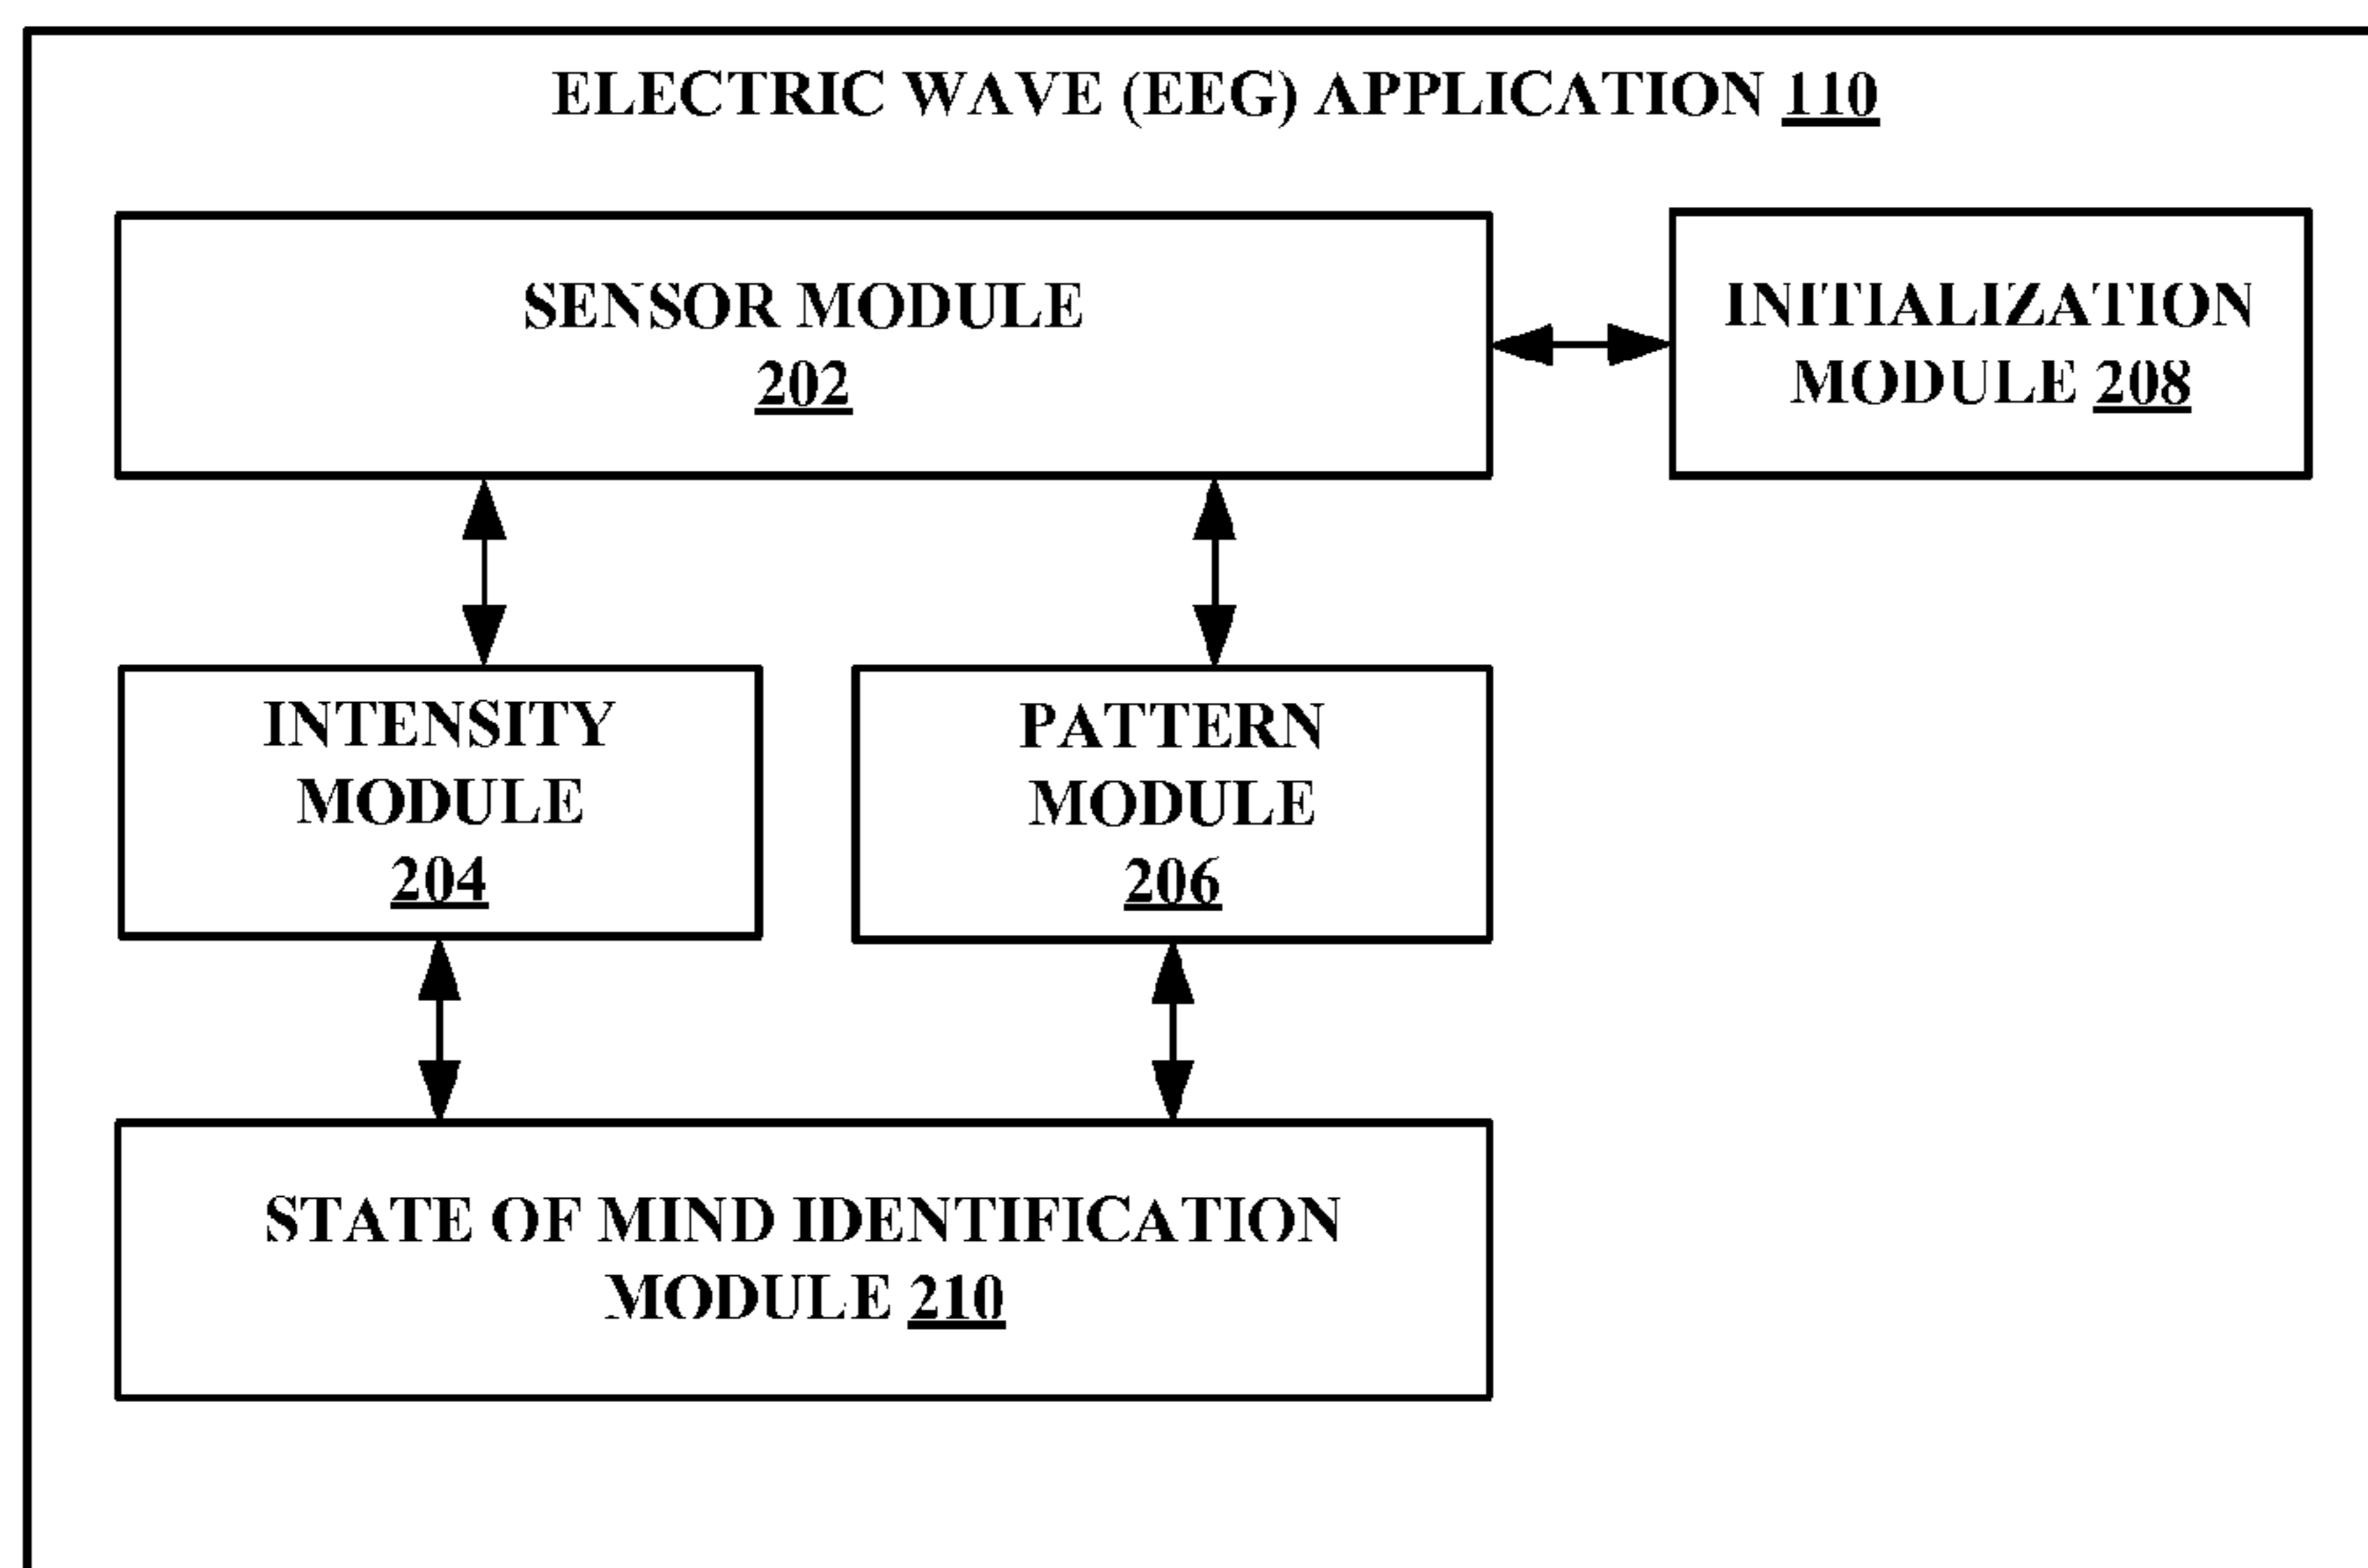 ELECTRIC WAVE (EEG) APPLICATION 110
SENSOR MODULE
202
INITIALIZATION
MODULE 208
INTENSITY
MODULE
204
PATTERN
MODULE
206
STATE OF MIND IDENTIFICATION
MODULE 210